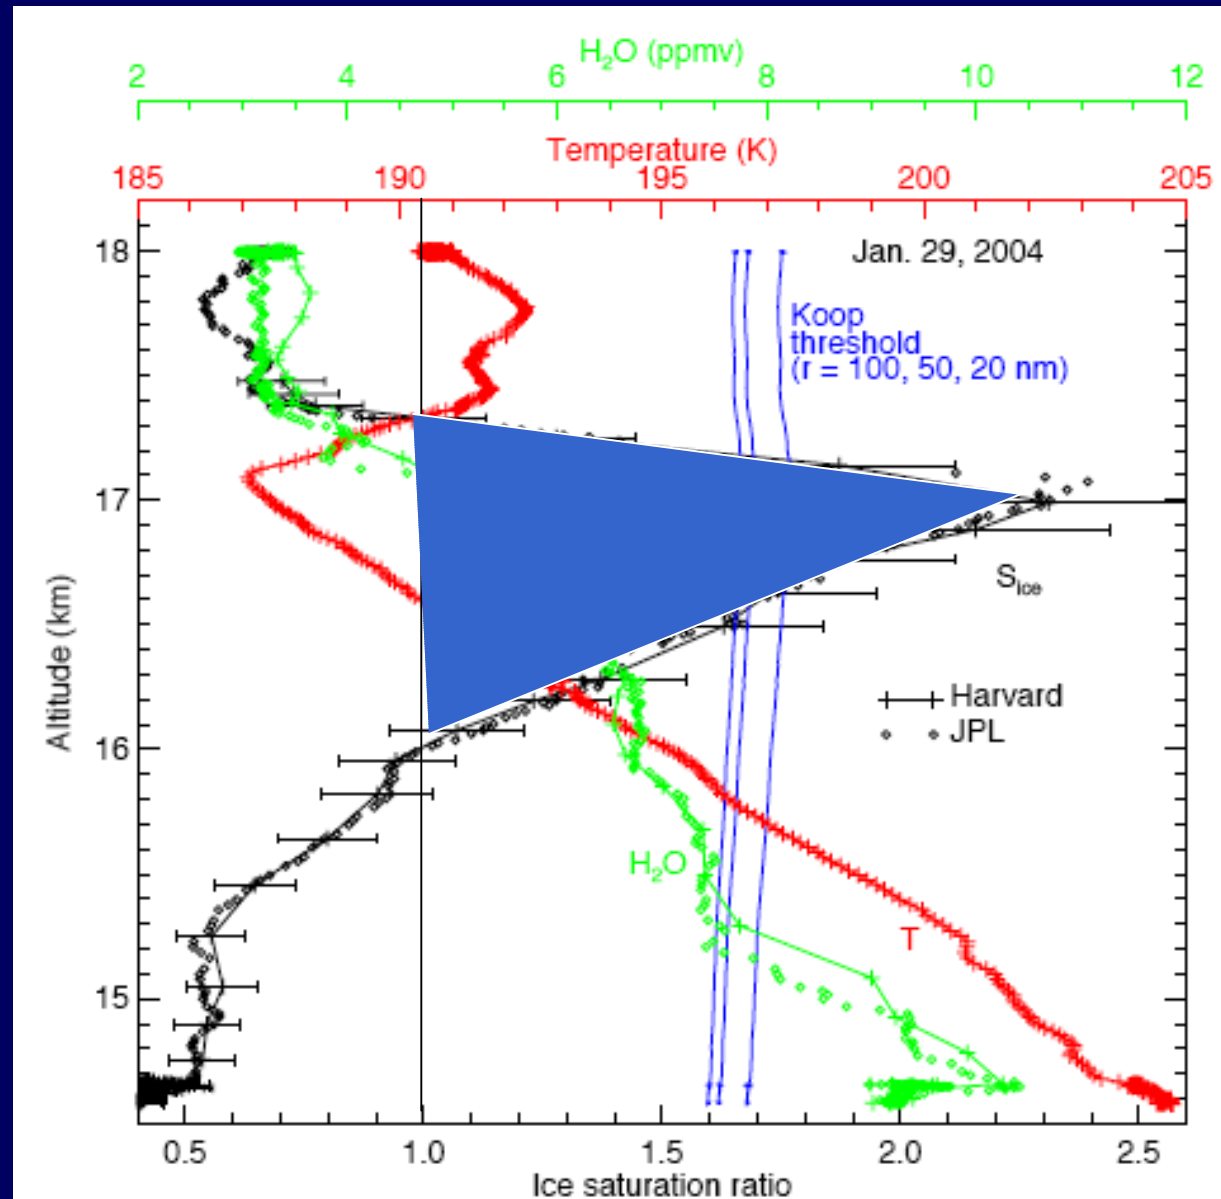 H₂O (ppmv)
2 4 6 8 10 12
Temperature (K)
185 190 195 200 205
Jan. 29, 2004
Koop
threshold
(r = 100, 50, 20 nm)
18
17
16
15
Altitude (km)
Sice
Harvard
JPL
H₂O
T
0.5 1.0 1.5 2.0 2.5
Ice saturation ratio